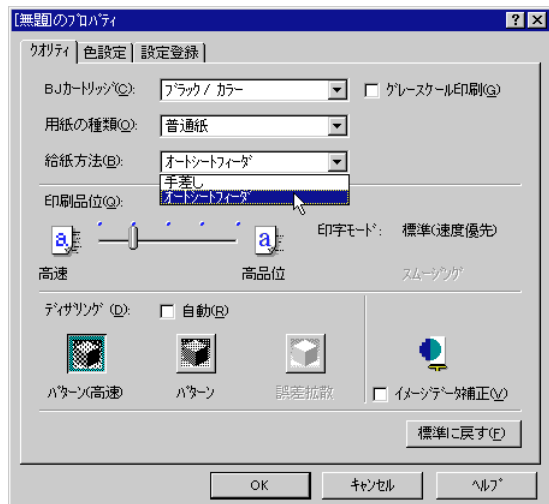 [無題]のﾌﾟﾛﾊﾟﾃｨ
ｸｵﾘﾃｨ 色設定 設定登録
BJｶｰﾄﾘｯｼﾞ(C): ﾌﾞﾗｯｸ / ｶﾗｰ ｸﾞﾚｰｽｹｰﾙ印刷(G)
用紙の種類(O): 普通紙
給紙方法(B): ｵｰﾄｼｰﾄﾌｨｰﾀﾞ
手差し
ｵｰﾄｼｰﾄﾌｨｰﾀﾞ
印刷品位(Q):
a a 印字ﾓｰﾄﾞ: 標準(速度優先)
高速 高品位 ｽﾑｰｼﾞﾝｸﾞ
ﾃﾞｨｻﾞﾘﾝｸﾞ (D): 自動(R)
ﾊﾟﾀｰﾝ(高速) ﾊﾟﾀｰﾝ 誤差拡散 ｲﾒｰｼﾞﾃﾞｰﾀ補正(V)
標準に戻す(F)
OK ｷｬﾝｾﾙ ﾍﾙﾌﾟ